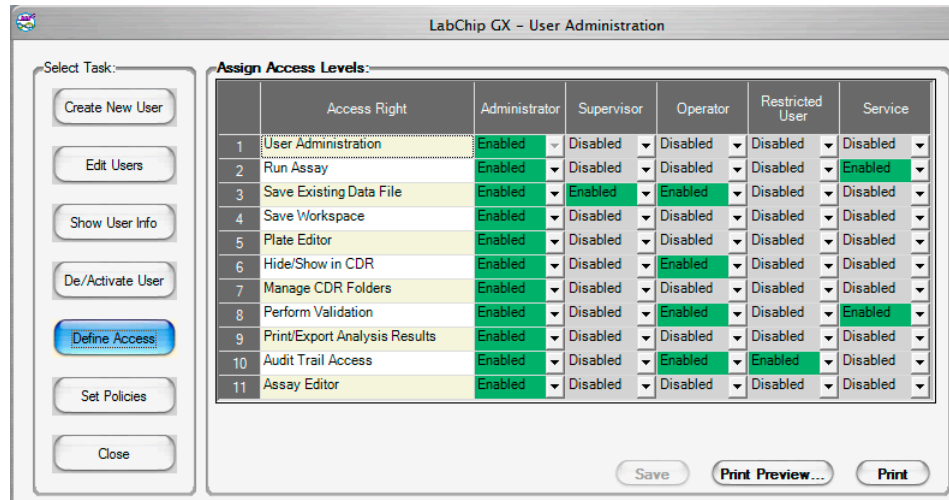 LabChip GX – User Administration
Select Task:
Create New User
Edit Users
Show User Info
De/Activate User
Define Access
Set Policies
Close
Assign Access Levels:
Access Right Administrator Supervisor Operator Restricted User Service
1 User Administration Enabled Disabled Disabled Disabled Disabled
2 Run Assay Enabled Disabled Disabled Disabled Enabled
3 Save Existing Data File Enabled Enabled Enabled Disabled Disabled
4 Save Workspace Enabled Disabled Disabled Disabled Disabled
5 Plate Editor Enabled Disabled Disabled Disabled Disabled
6 Hide/Show in CDR Enabled Disabled Enabled Disabled Disabled
7 Manage CDR Folders Enabled Disabled Disabled Disabled Disabled
8 Perform Validation Enabled Disabled Enabled Disabled Enabled
9 Print/Export Analysis Results Enabled Disabled Disabled Disabled Disabled
10 Audit Trail Access Enabled Disabled Enabled Enabled Disabled
11 Assay Editor Enabled Disabled Disabled Disabled Disabled
Save Print Preview... Print